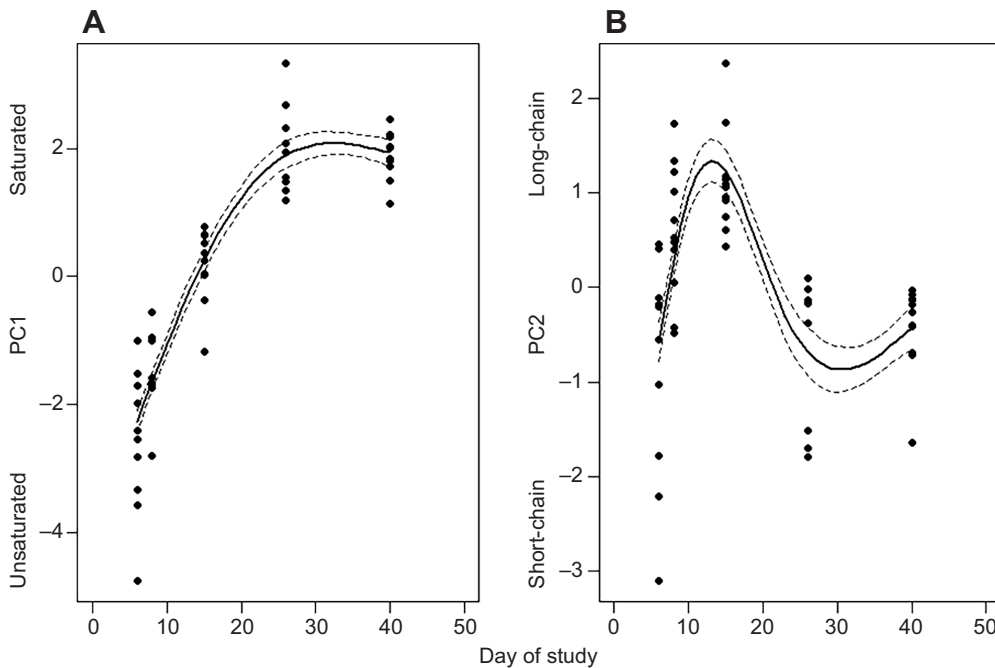 A
B
Saturated
PC1
Unsaturated
2
0
–2
–4
0 10 20 30 40 50
Long-chain
PC2
Short-chain
2
1
0
–1
–2
–3
0 10 20 30 40 50
Day of study